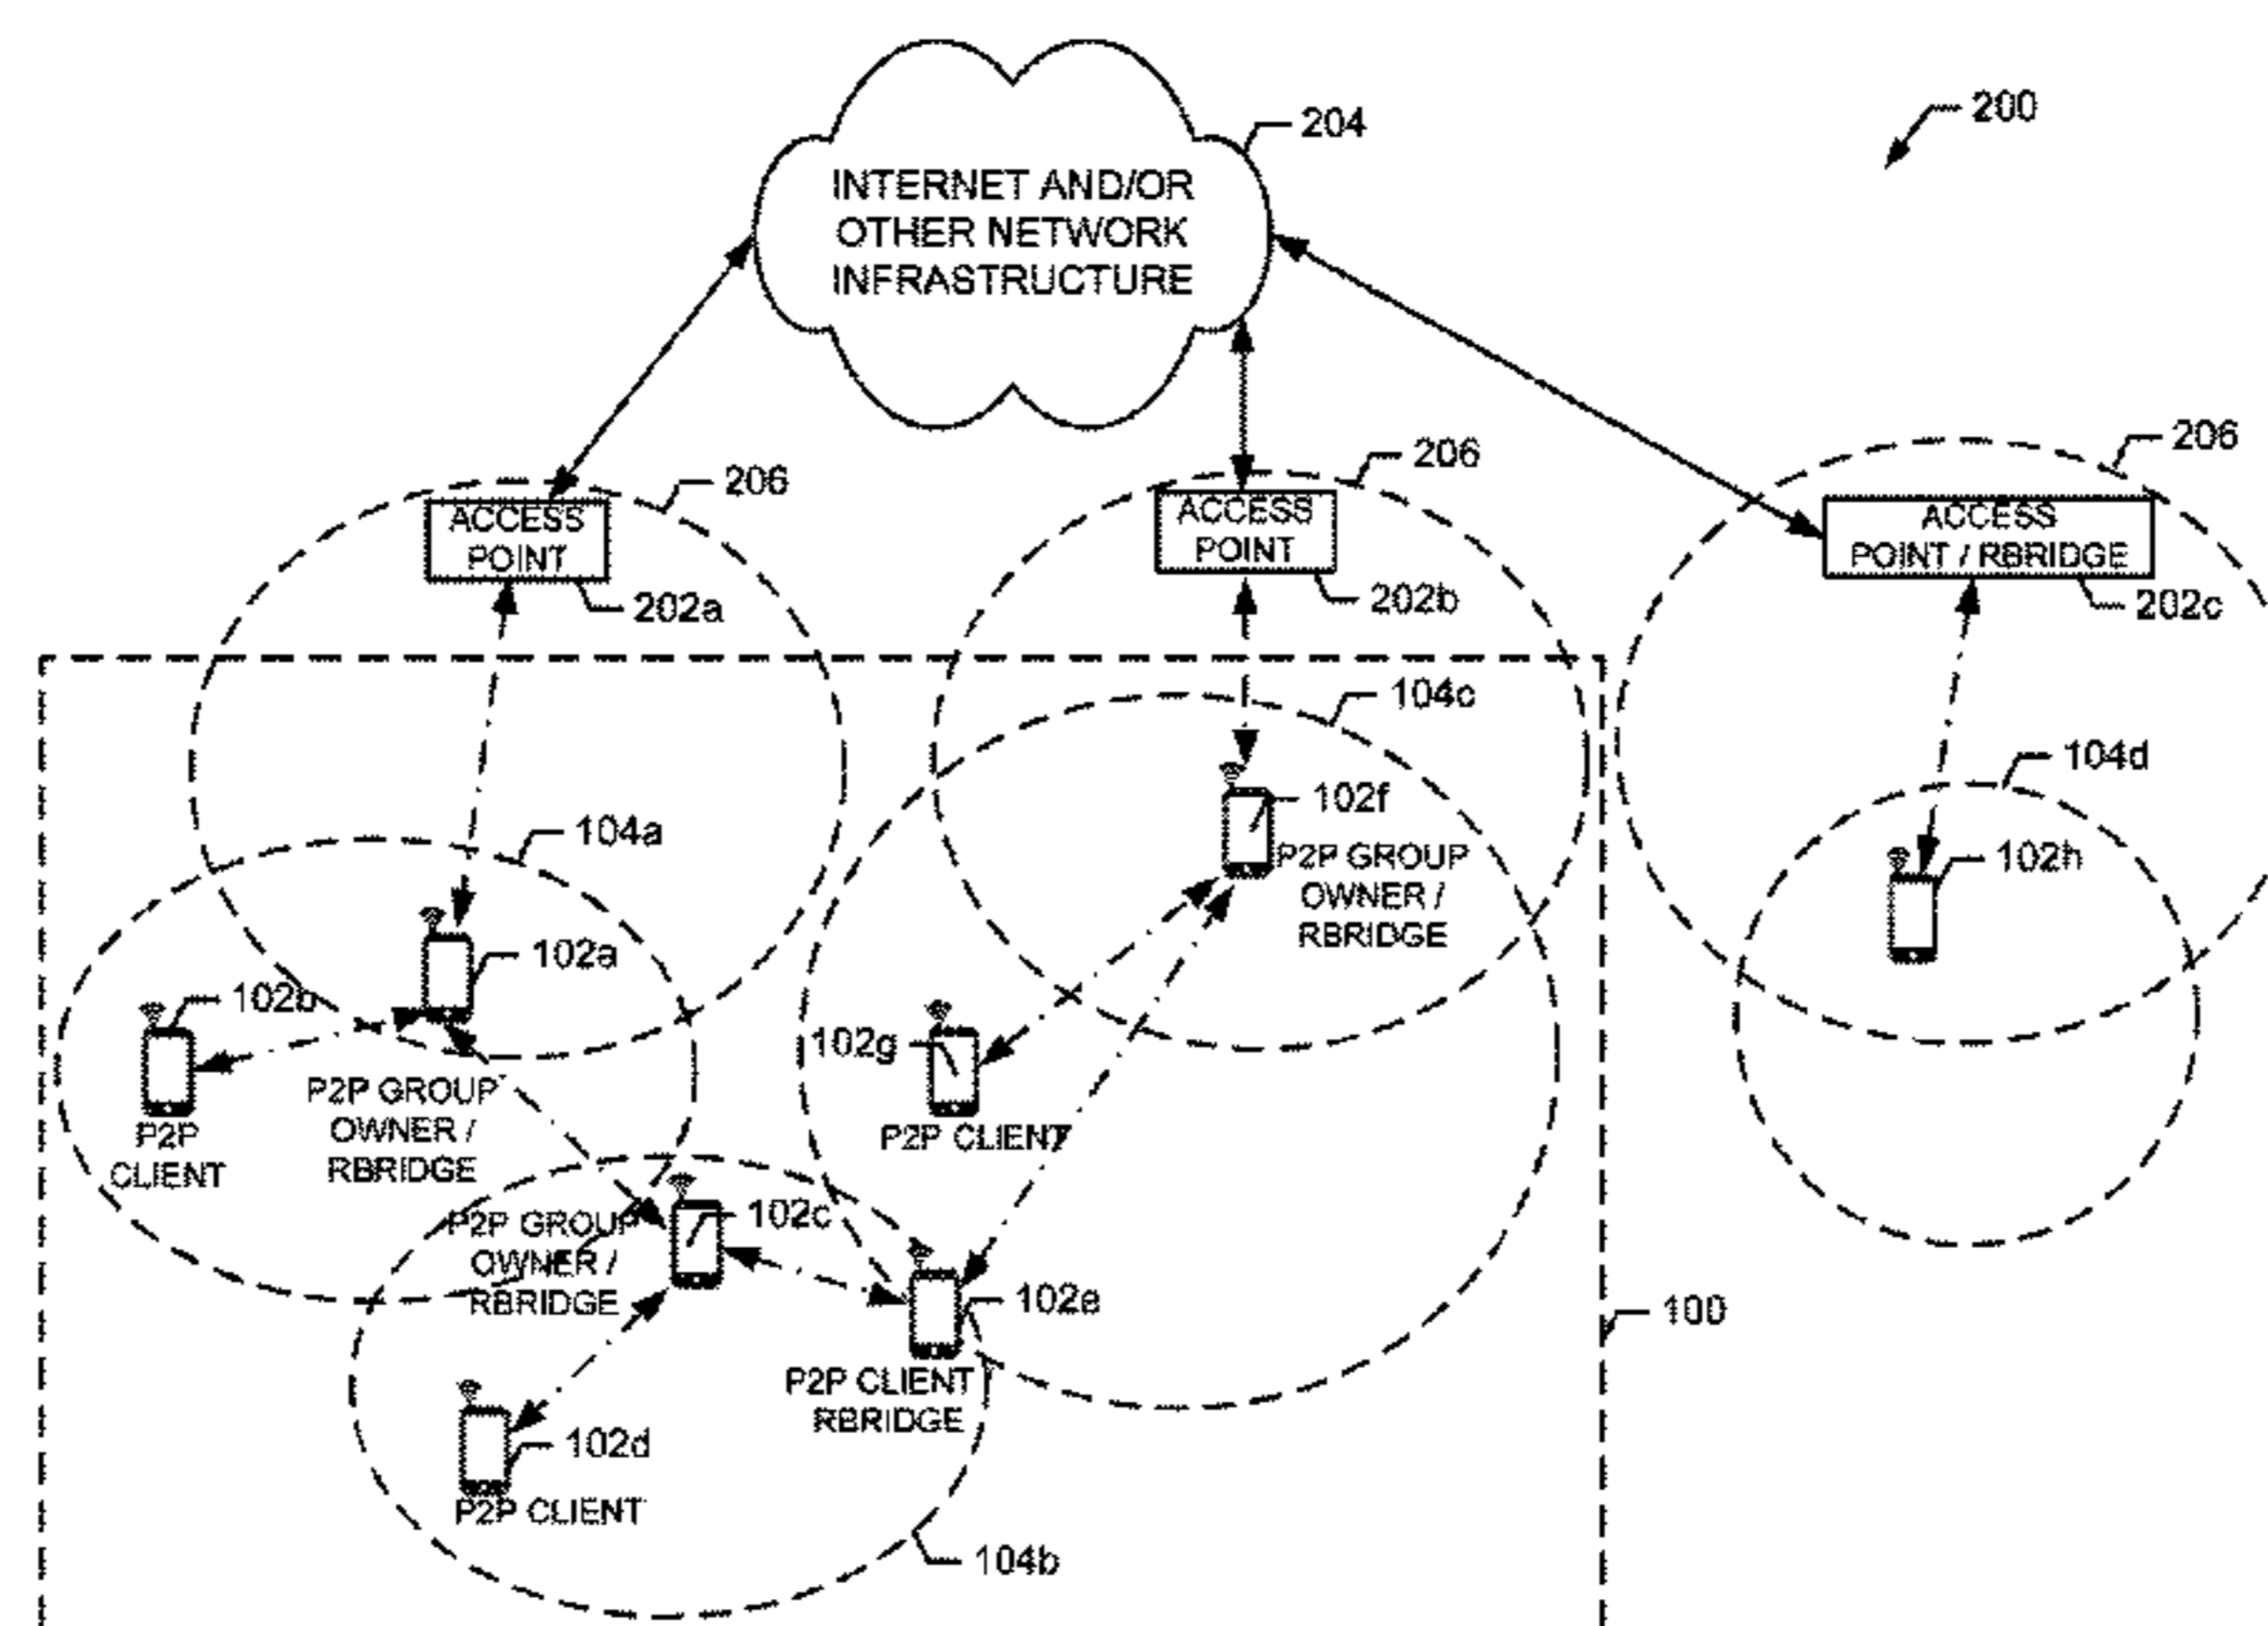 200
204
INTERNET AND/OR
OTHER NETWORK
INFRASTRUCTURE
206
206
206
ACCESS
POINT
202a
ACCESS
POINT
202b
ACCESS
POINT / RBRIDGE
202c
104c
104d
104a
102f
P2P GROUP
OWNER /
RBRIDGE
102h
102a
102b
102g
P2P GROUP
OWNER /
RBRIDGE
P2P
CLIENT
P2P CLIENT
102c
P2P GROUP
OWNER /
RBRIDGE
102e
100
P2P CLIENT /
RBRIDGE
102d
P2P CLIENT
104b